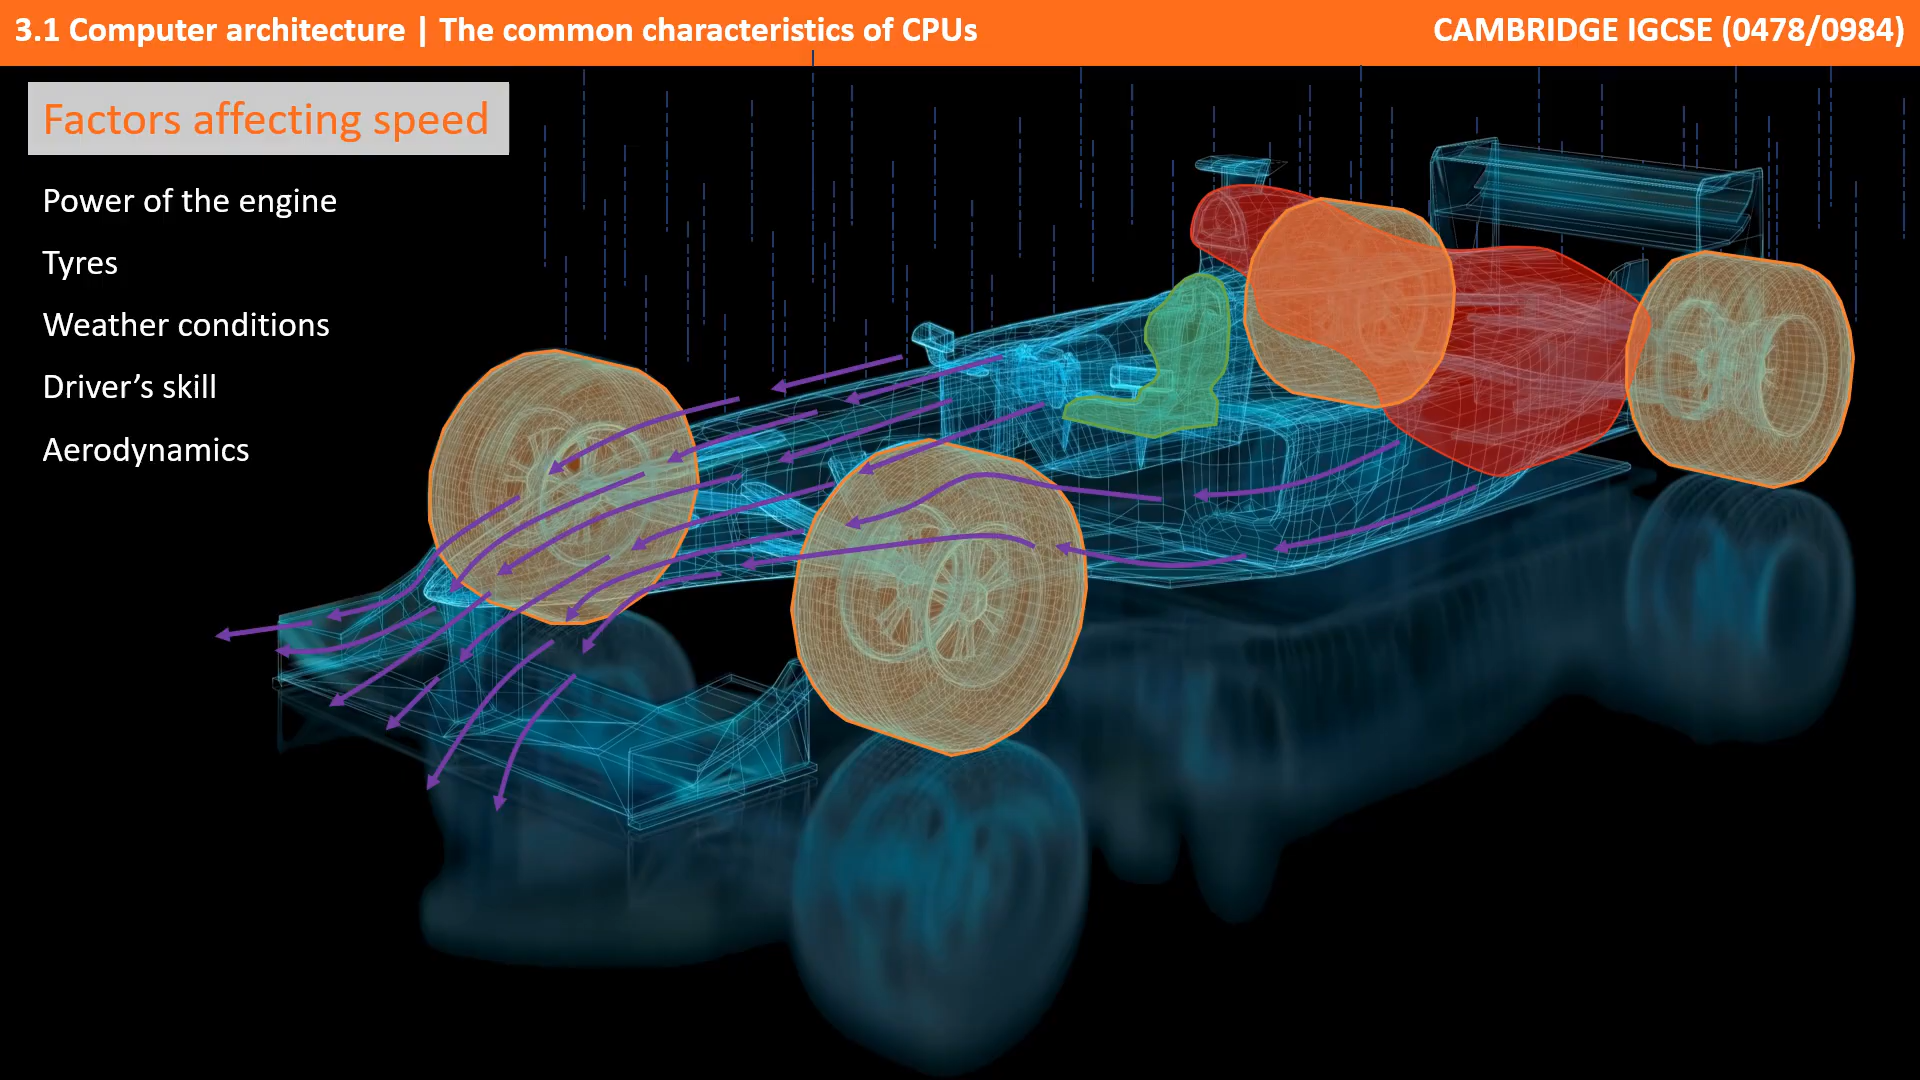 3.1 Computer architecture | The common characteristics of CPUs
CAMBRIDGE IGCSE (0478/0984)
Factors affecting speed
Power of the engine
Tyres
Weather conditions
Driver’s skill
Aerodynamics